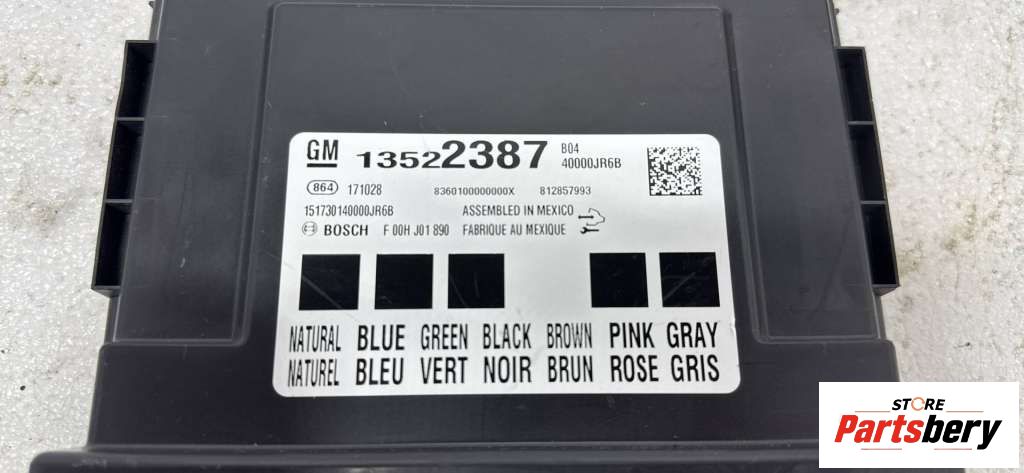 GM 13522387 B04
40000JR6B
864 171028 8360100000000X 812857993
151730140000JR6B ASSEMBLED IN MEXICO
BOSCH F 00H J01 890 FABRIQUE AU MEXIQUE
NATURAL BLUE GREEN BLACK BROWN PINK GRAY
NATUREL BLEU VERT NOIR BRUN ROSE GRIS
STORE
Partsbery